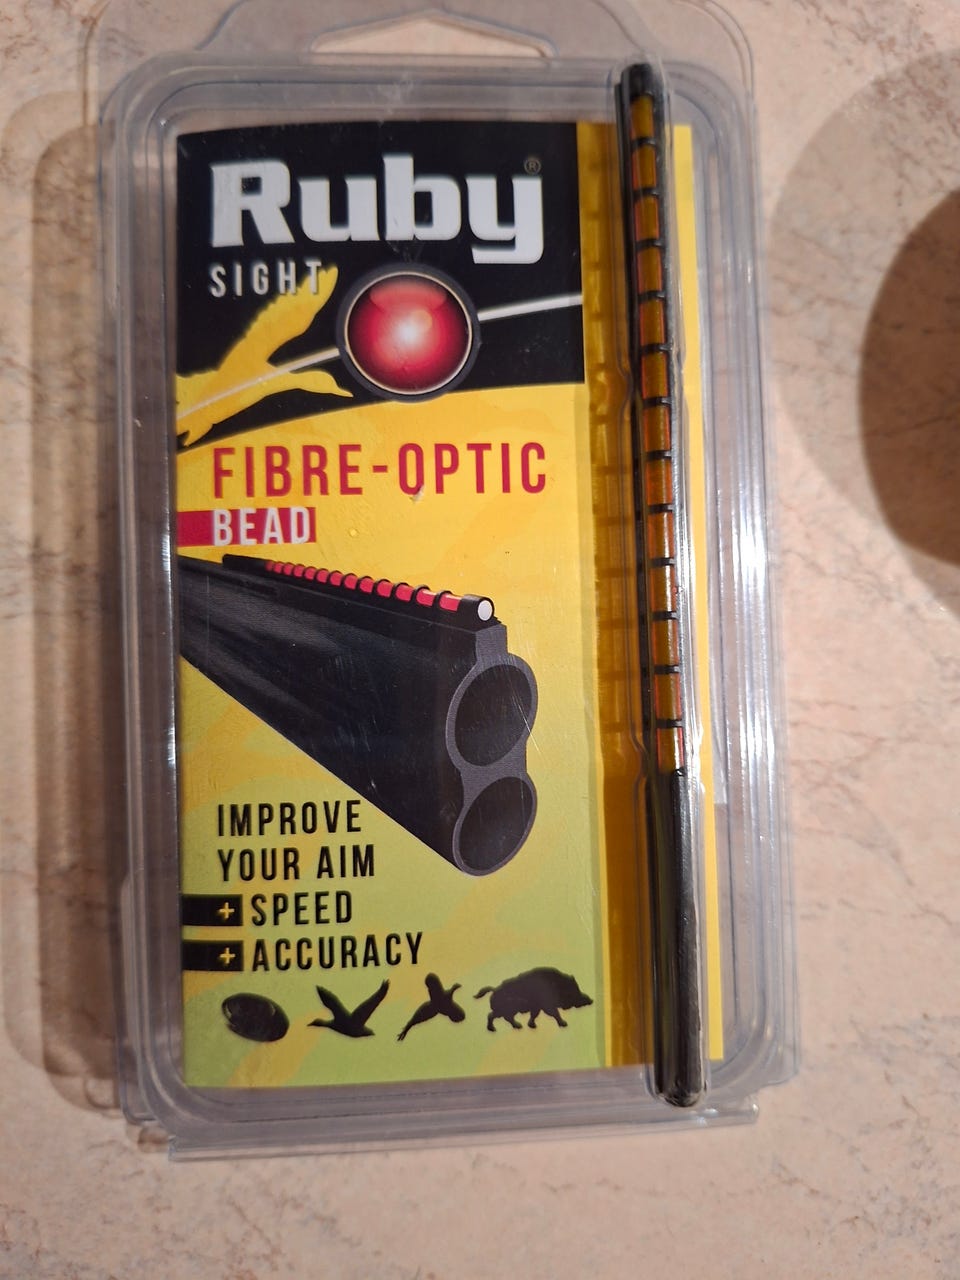 Ruby®
SIGHT
FIBRE-OPTIC
BEAD
IMPROVE
YOUR AIM
+ SPEED
+ ACCURACY